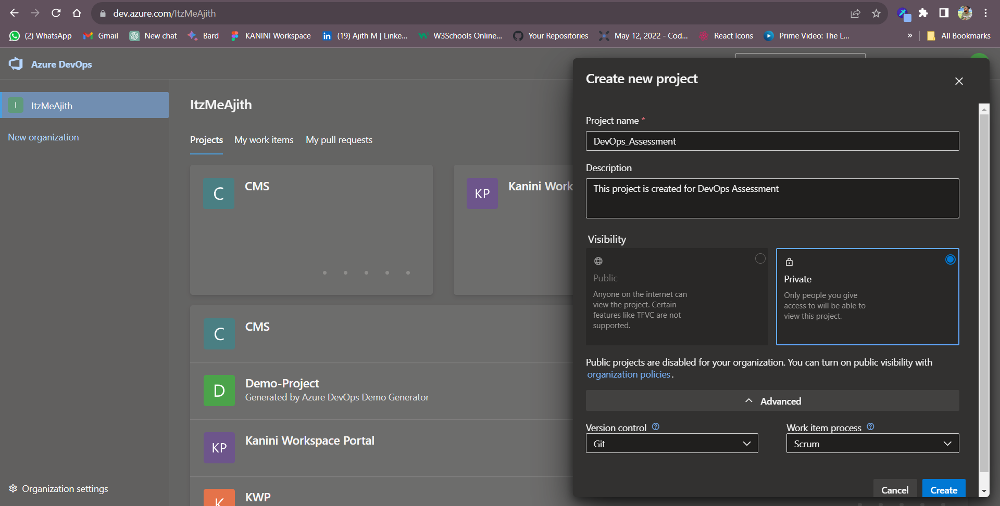 dev.azure.com/ItzMeAjith
(2) WhatsApp
Gmail
New chat
Bard
KANINI Workspace
(19) Ajith M | Linke...
W3Schools Online...
Your Repositories
May 12, 2022 - Cod...
React Icons
Prime Video: The L...
»
All Bookmarks
Azure DevOps
I
ItzMeAjith
New organization
Organization settings
ItzMeAjith
Projects
My work items
My pull requests
C
CMS
KP
Kanini Work
C
CMS
D
Demo-Project
Generated by Azure DevOps Demo Generator
KP
Kanini Workspace Portal
K
KWP
Create new project
Project name *
DevOps_Assessment
Description
This project is created for DevOps Assessment
Visibility
Public
Anyone on the internet can
view the project. Certain
features like TFVC are not
supported.
Private
Only people you give
access to will be able to
view this project.
Public projects are disabled for your organization. You can turn on public visibility with
organization policies.
Advanced
Version control
Git
Work item process
Scrum
Cancel
Create